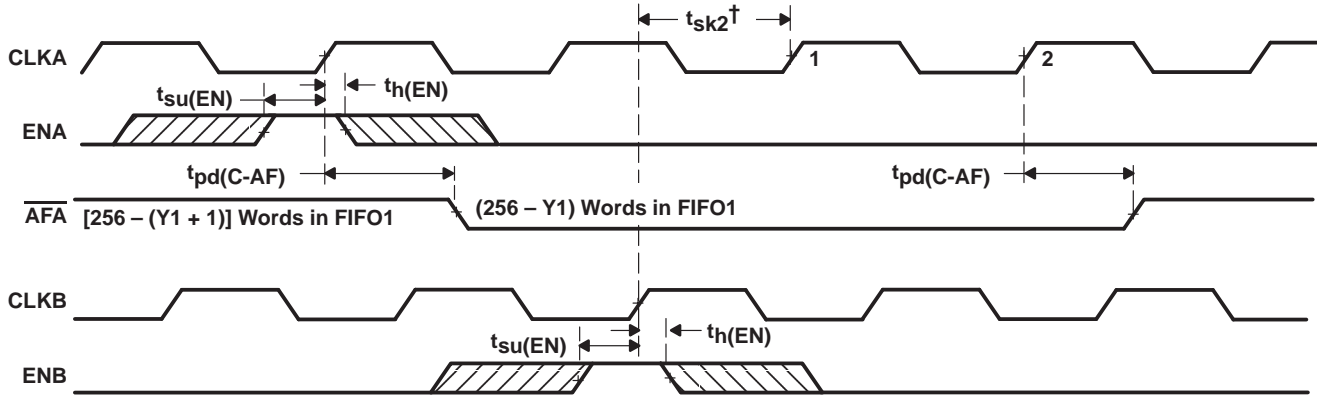 tsk2†
CLKA
1
2
tsu(EN)
th(EN)
ENA
tpd(C-AF)
tpd(C-AF)
AFA
[256 – (Y1 + 1)] Words in FIFO1
(256 – Y1) Words in FIFO1
CLKB
tsu(EN)
th(EN)
ENB